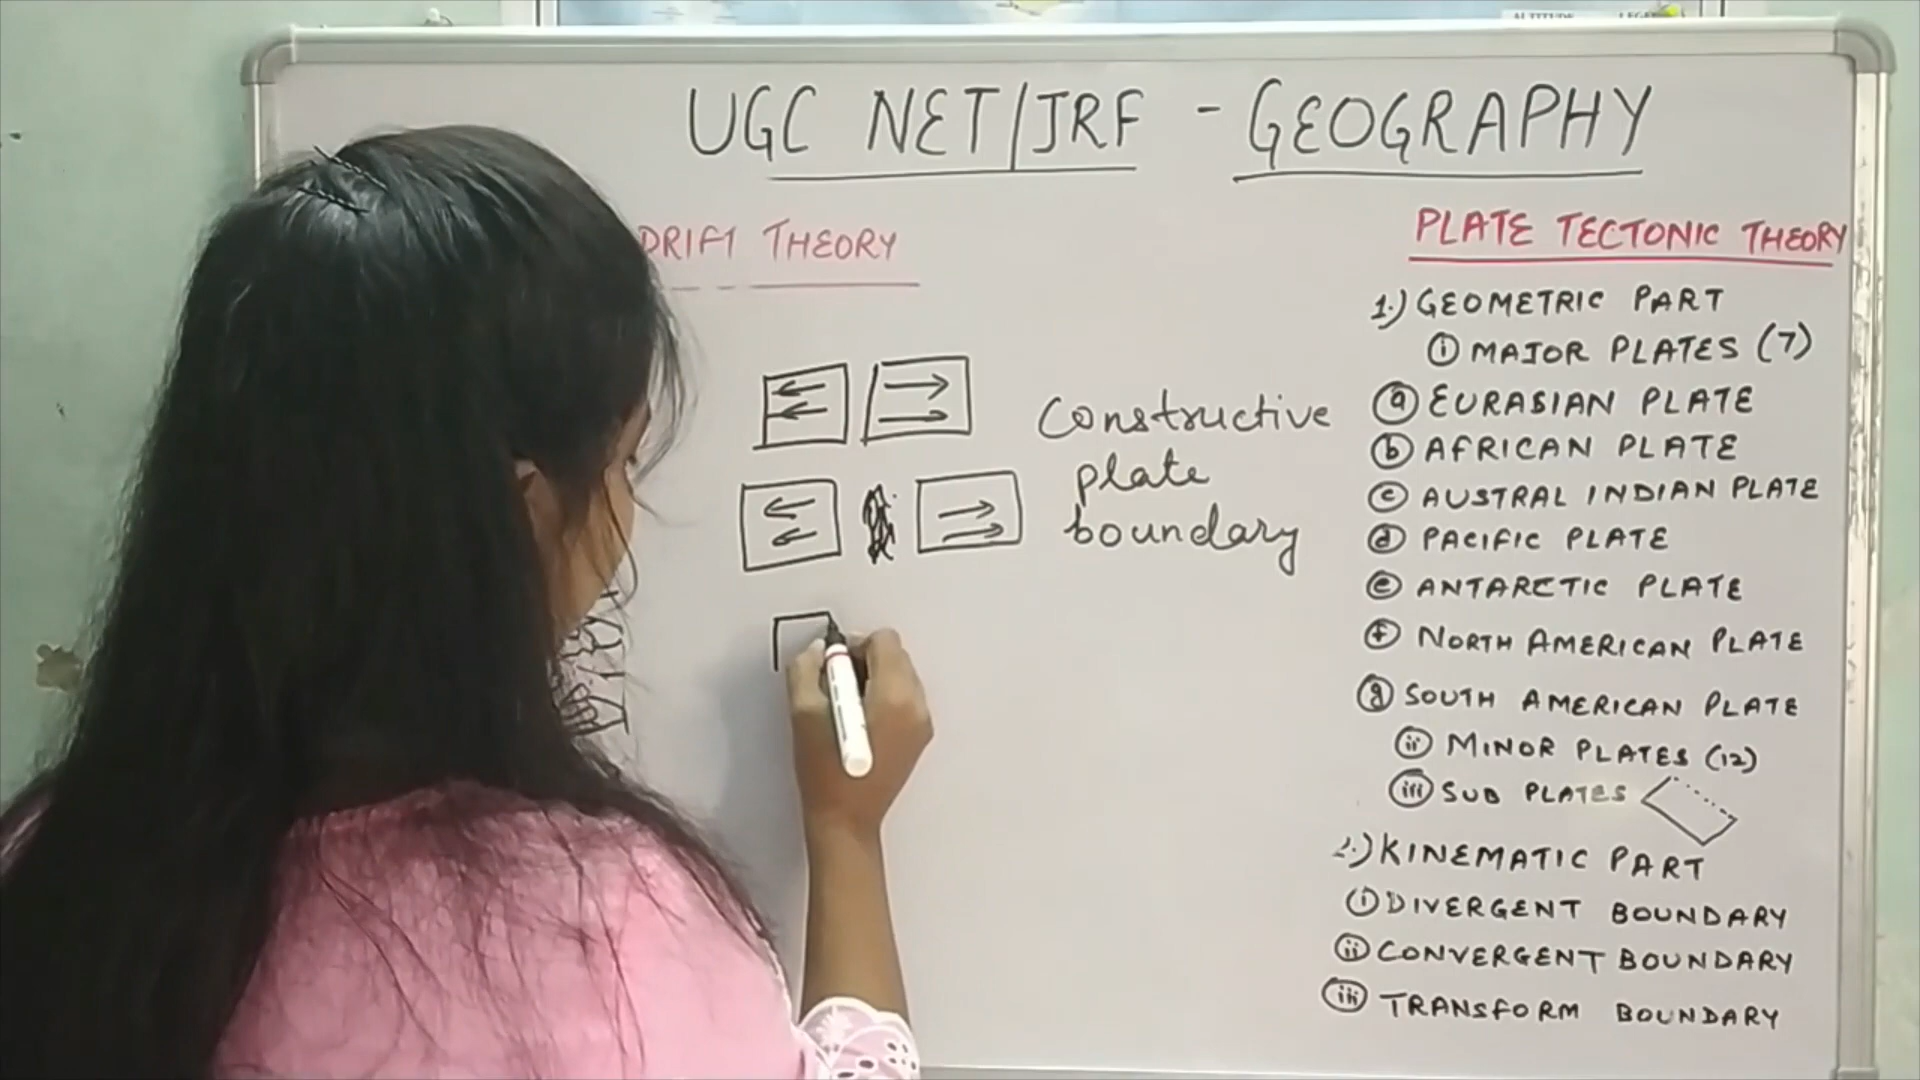 ALTITUDE
UGC NET/JRF - GEOGRAPHY
DRIFT THEORY
Constructive
plate
boundary
PLATE TECTONIC THEORY
1.) GEOMETRIC PART
(i) MAJOR PLATES (7)
(a) EURASIAN PLATE
(b) AFRICAN PLATE
(c) AUSTRAL INDIAN PLATE
(d) PACIFIC PLATE
(e) ANTARCTIC PLATE
(f) NORTH AMERICAN PLATE
(g) SOUTH AMERICAN PLATE
(ii) MINOR PLATES (12)
(iii) SUB PLATES
2.) KINEMATIC PART
(i) DIVERGENT BOUNDARY
(ii) CONVERGENT BOUNDARY
(iii) TRANSFORM BOUNDARY